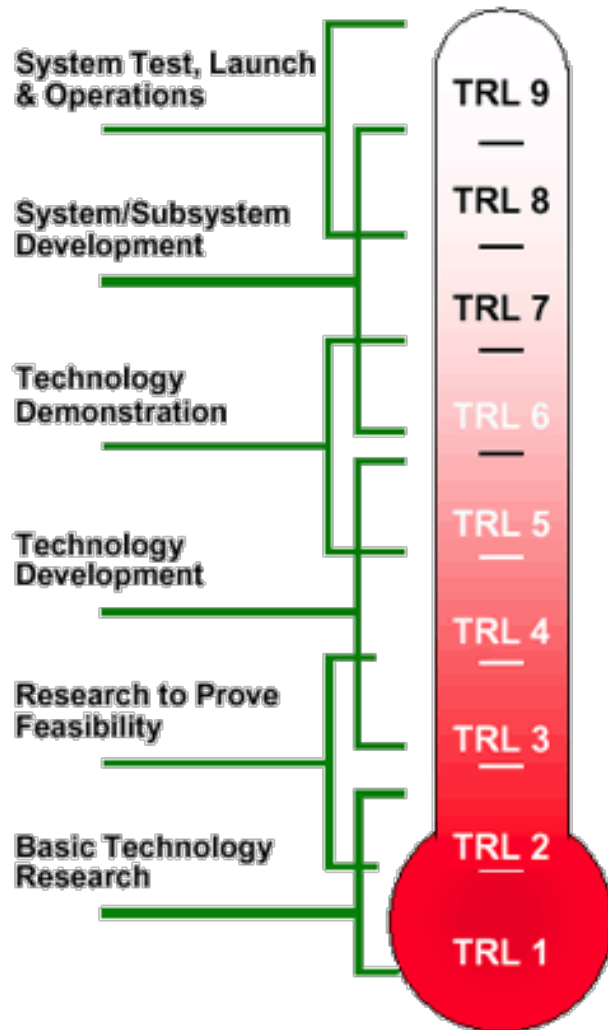 System Test, Launch
& Operations
System/Subsystem
Development
Technology
Demonstration
Technology
Development
Research to Prove
Feasibility
Basic Technology
Research
TRL 9
TRL 8
TRL 7
TRL 6
TRL 5
TRL 4
TRL 3
TRL 2
TRL 1